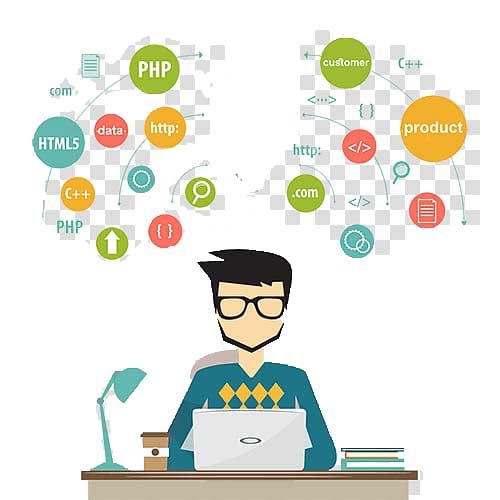 PHP
customer
C++
com
<··>
{ }
data·
http:
product
HTML5
http:
</>
C++
.com
</>
PHP
{ }